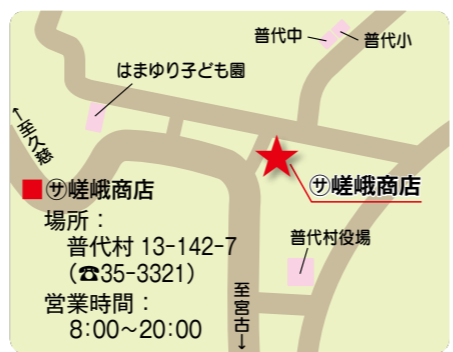 普代中
普代小
はまゆり子ども園
←至久慈
㋚嵯峨商店
■㋚嵯峨商店
場所：
普代村 13-142-7
（☎35-3321）
普代村役場
営業時間：
8:00～20:00
至宮古→